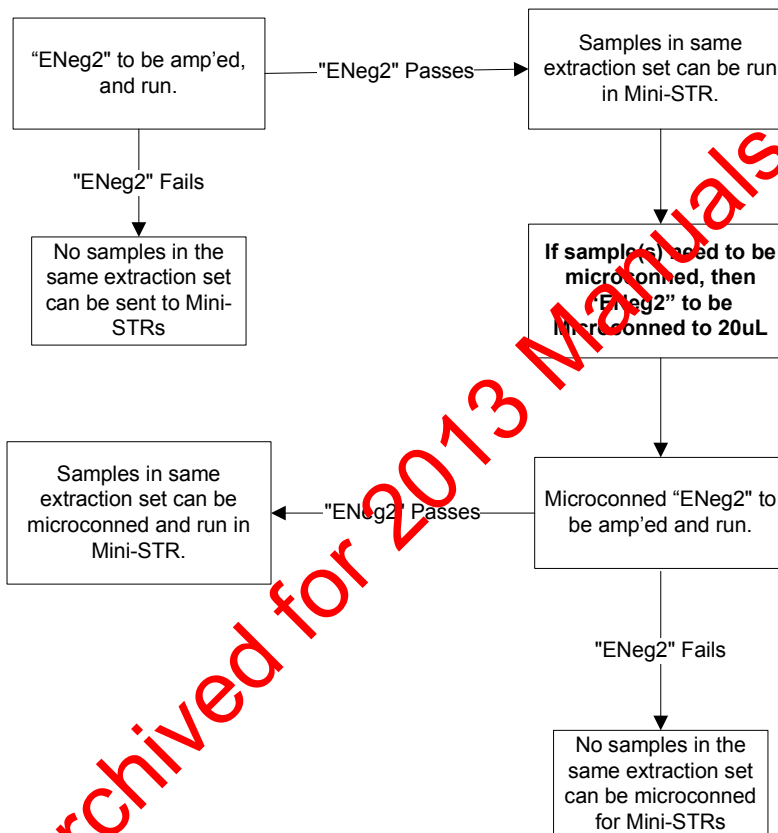 “ENeg2" to be amp’ed,
and run.
"ENeg2" Passes
Samples in same
extraction set can be run
in Mini-STR.
"ENeg2" Fails
No samples in the
same extraction set
can be sent to Mini-
STRs
If sample(s) need to be
microconned, then
“ENeg2” to be
Microconned to 20uL
Samples in same
extraction set can be
microconned and run in
Mini-STR.
"ENeg2" Passes
Microconned “ENeg2" to
be amp’ed and run.
"ENeg2" Fails
No samples in the
same extraction set
can be microconned
for Mini-STRs
rchived for 2013 Manuals